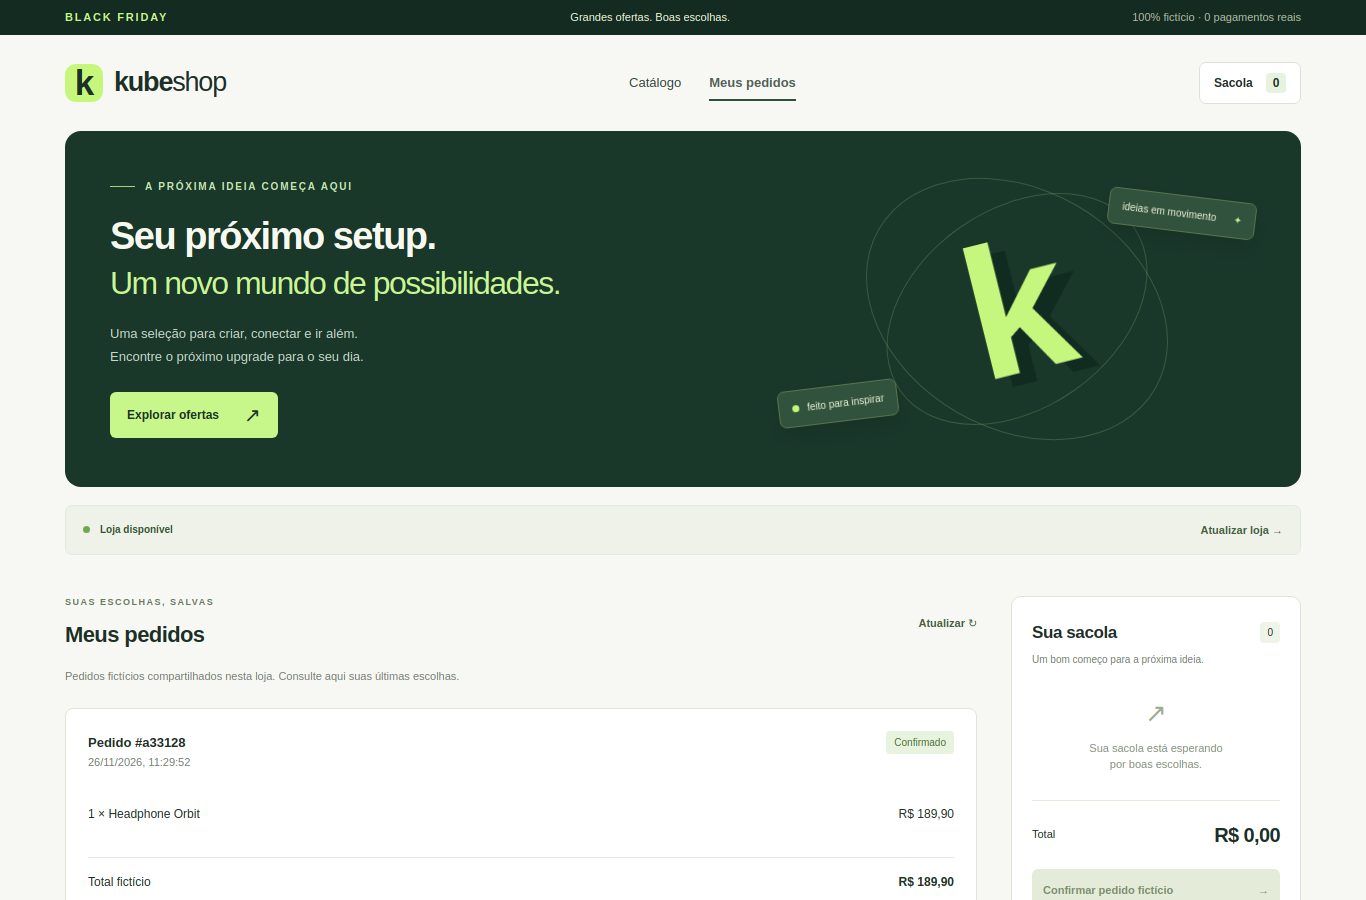 BLACK FRIDAY
Grandes ofertas. Boas escolhas.
100% fictício · 0 pagamentos reais
k kubeshop
Catálogo
Meus pedidos
Sacola 0
A PRÓXIMA IDEIA COMEÇA AQUI
Seu próximo setup.
Um novo mundo de possibilidades.
Uma seleção para criar, conectar e ir além.
Encontre o próximo upgrade para o seu dia.
Explorar ofertas ↗
ideias em movimento ✦
k
feito para inspirar
Loja disponível
Atualizar loja →
SUAS ESCOLHAS, SALVAS
Meus pedidos
Atualizar ↻
Pedidos fictícios compartilhados nesta loja. Consulte aqui suas últimas escolhas.
Pedido #a33128
Confirmado
26/11/2026, 11:29:52
1 × Headphone Orbit
R$ 189,90
Total fictício
R$ 189,90
Sua sacola
0
Um bom começo para a próxima ideia.
↗
Sua sacola está esperando
por boas escolhas.
Total
R$ 0,00
Confirmar pedido fictício →